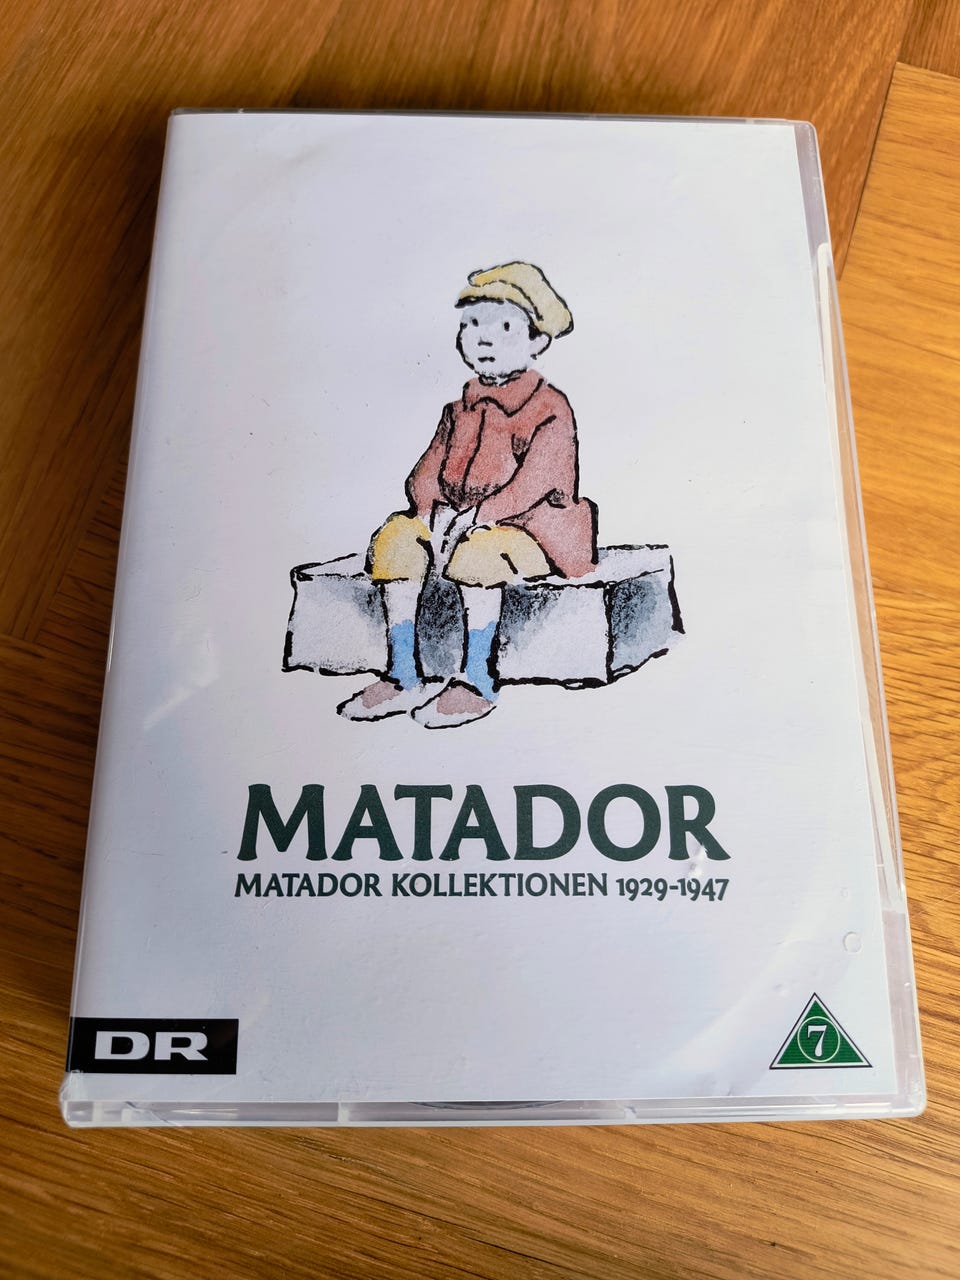 MATADOR
MATADOR KOLLEKTIONEN 1929-1947
DR
7